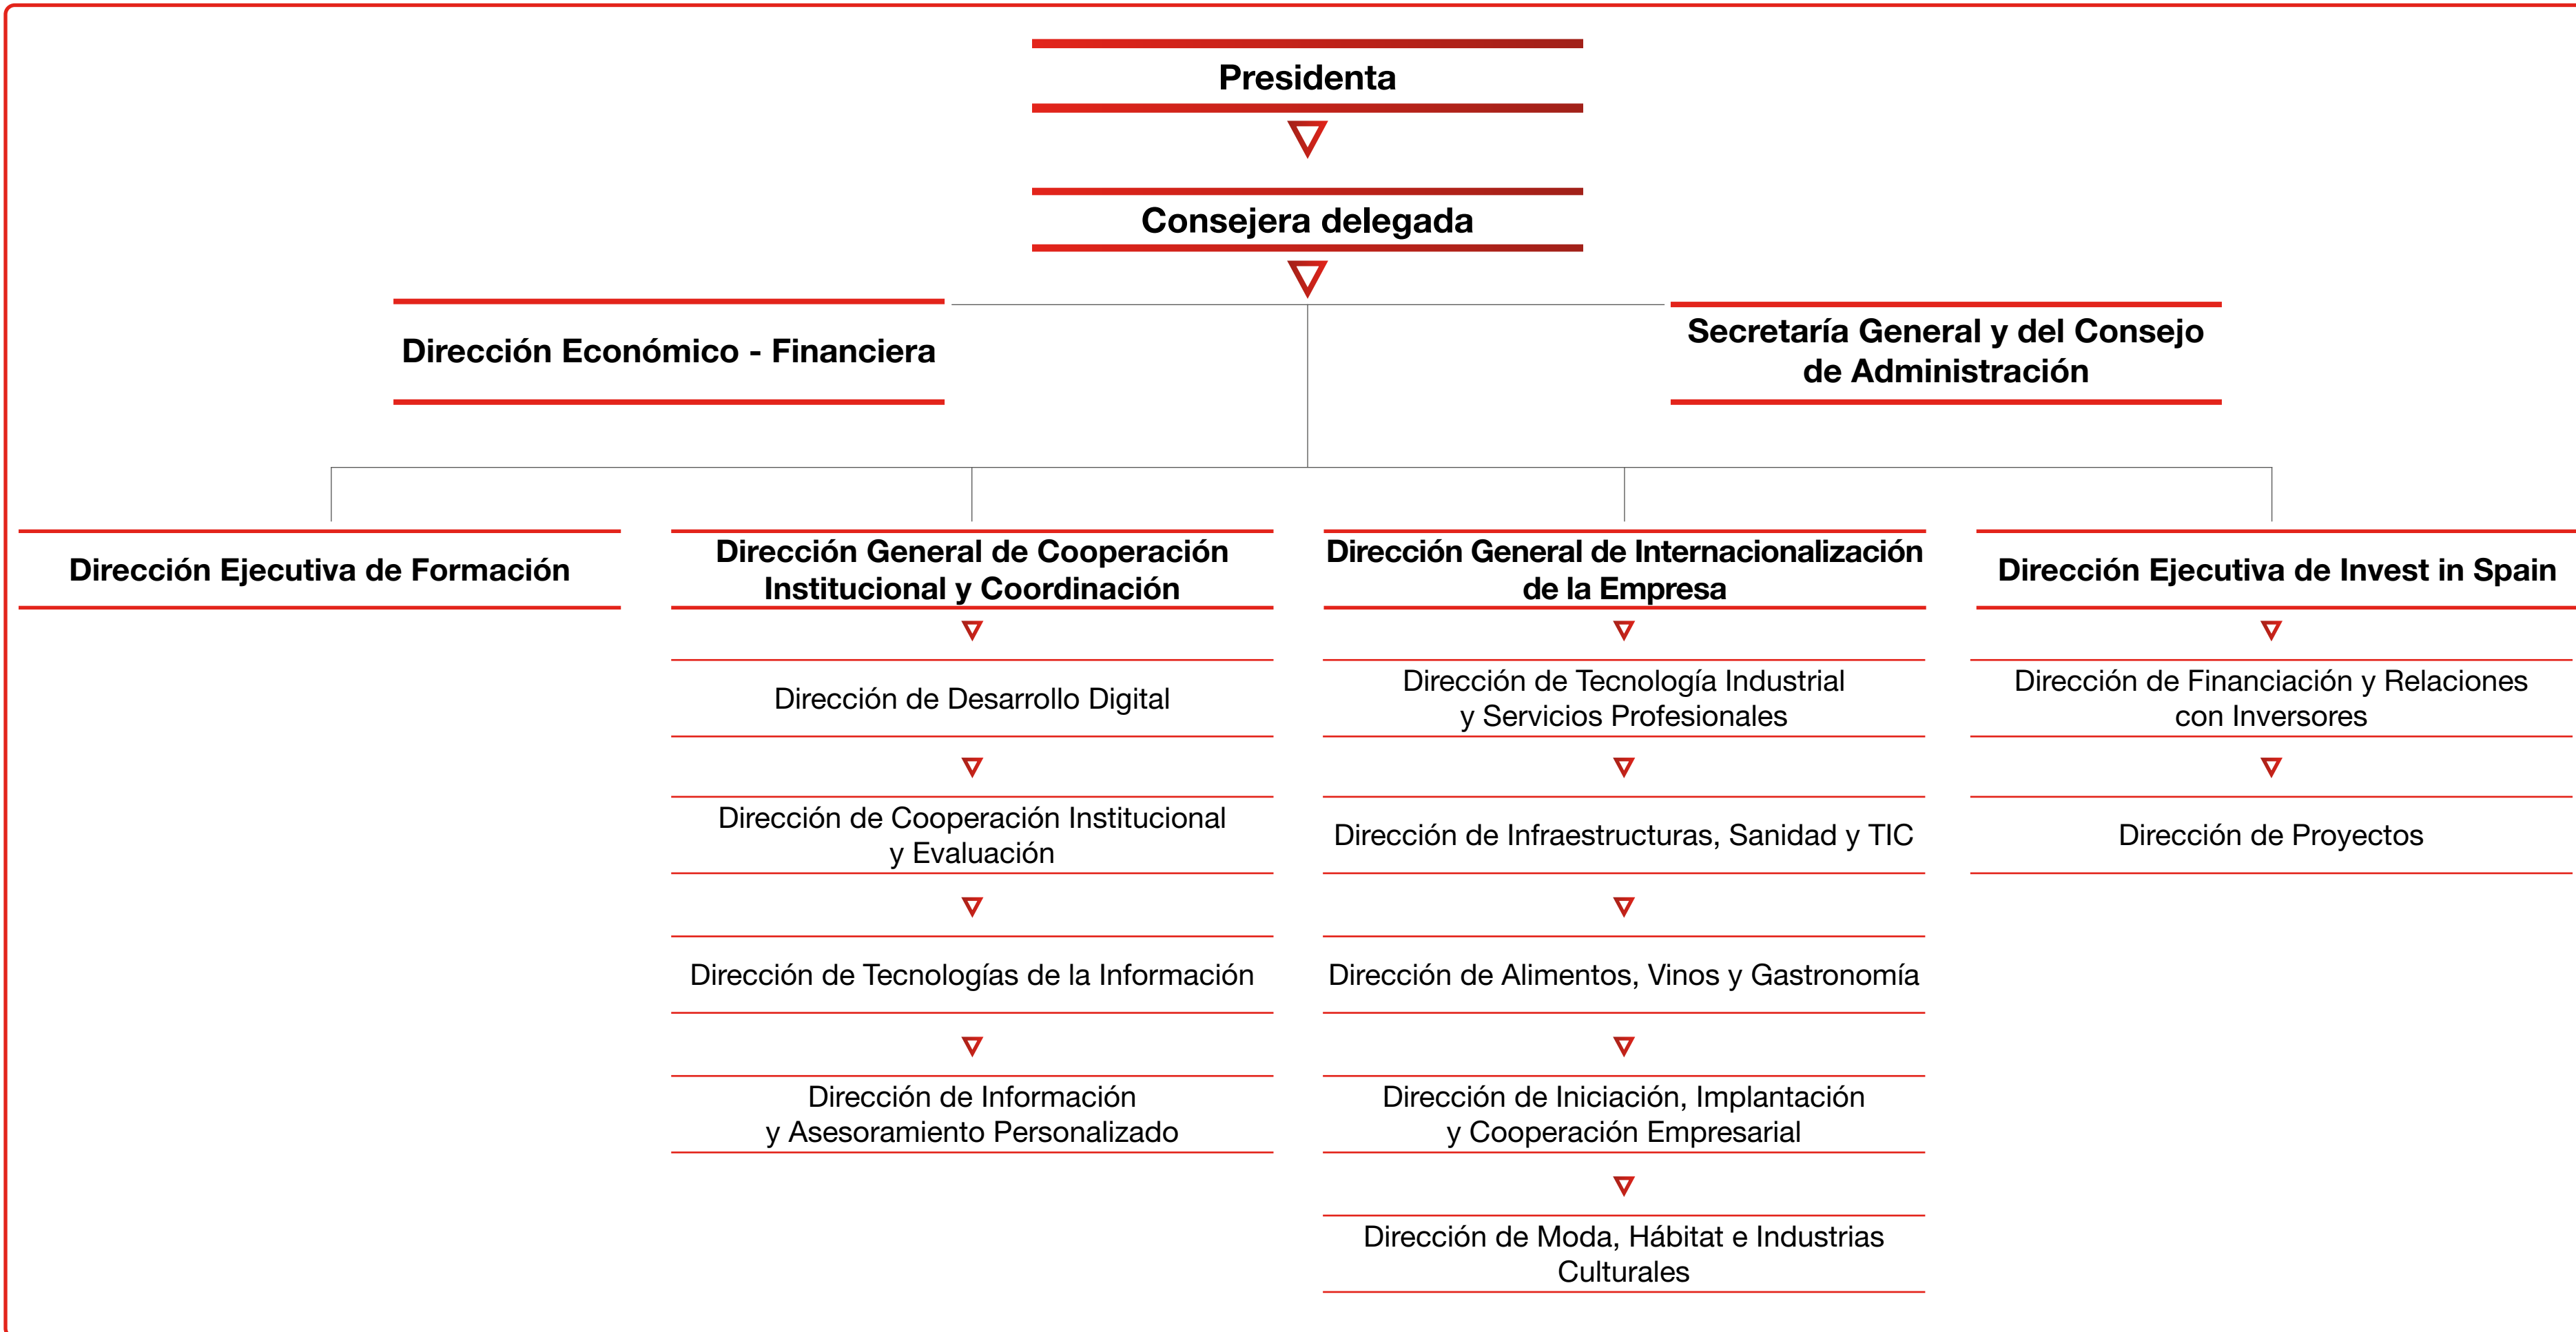 Presidenta
Consejera delegada
Dirección Económico - Financiera
Secretaría General y del Consejo
de Administración
Dirección Ejecutiva de Formación
Dirección General de Cooperación
Institucional y Coordinación
Dirección de Desarrollo Digital
Dirección de Cooperación Institucional
y Evaluación
Dirección de Tecnologías de la Información
Dirección de Información
y Asesoramiento Personalizado
Dirección General de Internacionalización
de la Empresa
Dirección de Tecnología Industrial
y Servicios Profesionales
Dirección de Infraestructuras, Sanidad y TIC
Dirección de Alimentos, Vinos y Gastronomía
Dirección de Iniciación, Implantación
y Cooperación Empresarial
Dirección de Moda, Hábitat e Industrias
Culturales
Dirección Ejecutiva de Invest in Spain
Dirección de Financiación y Relaciones
con Inversores
Dirección de Proyectos